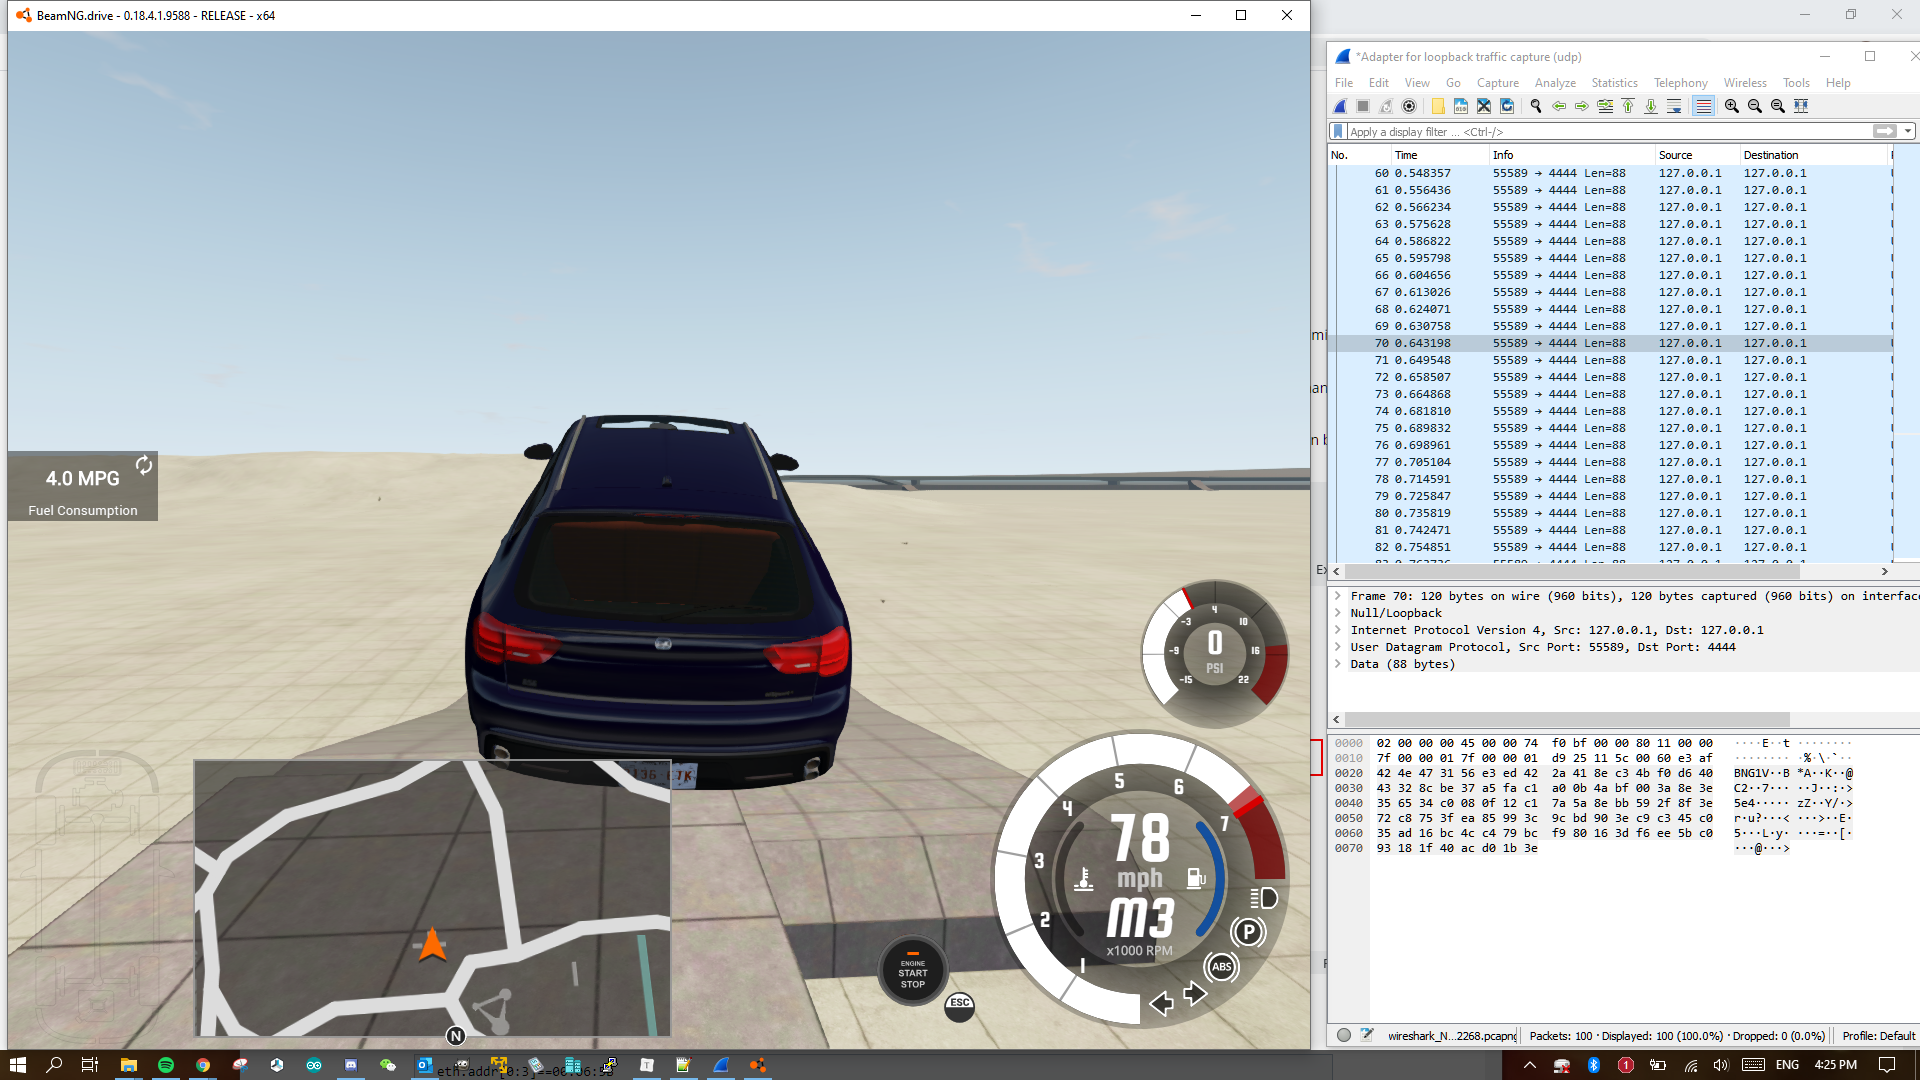 BeamNG.drive - 0.18.4.1.9588 - RELEASE - x64
4.0 MPG
Fuel Consumption
-15
-9
-3
4
10
16
22
0
PSI
1
2
3
4
5
6
7
78
mph
M3
x1000 RPM
P
ABS
ENGINE
START
STOP
ESC
N
*Adapter for loopback traffic capture (udp)
File Edit View Go Capture Analyze Statistics Telephony Wireless Tools Help
Apply a display filter ... <Ctrl-/>
No. Time Info Source Destination
60 0.548357 55589 → 4444 Len=88 127.0.0.1 127.0.0.1
61 0.556436 55589 → 4444 Len=88 127.0.0.1 127.0.0.1
62 0.566234 55589 → 4444 Len=88 127.0.0.1 127.0.0.1
63 0.575628 55589 → 4444 Len=88 127.0.0.1 127.0.0.1
64 0.586822 55589 → 4444 Len=88 127.0.0.1 127.0.0.1
65 0.595798 55589 → 4444 Len=88 127.0.0.1 127.0.0.1
66 0.604656 55589 → 4444 Len=88 127.0.0.1 127.0.0.1
67 0.613026 55589 → 4444 Len=88 127.0.0.1 127.0.0.1
68 0.624071 55589 → 4444 Len=88 127.0.0.1 127.0.0.1
69 0.630758 55589 → 4444 Len=88 127.0.0.1 127.0.0.1
70 0.643198 55589 → 4444 Len=88 127.0.0.1 127.0.0.1
71 0.649548 55589 → 4444 Len=88 127.0.0.1 127.0.0.1
72 0.658507 55589 → 4444 Len=88 127.0.0.1 127.0.0.1
73 0.664868 55589 → 4444 Len=88 127.0.0.1 127.0.0.1
74 0.681810 55589 → 4444 Len=88 127.0.0.1 127.0.0.1
75 0.689832 55589 → 4444 Len=88 127.0.0.1 127.0.0.1
76 0.698961 55589 → 4444 Len=88 127.0.0.1 127.0.0.1
77 0.705104 55589 → 4444 Len=88 127.0.0.1 127.0.0.1
78 0.714591 55589 → 4444 Len=88 127.0.0.1 127.0.0.1
79 0.725847 55589 → 4444 Len=88 127.0.0.1 127.0.0.1
80 0.735819 55589 → 4444 Len=88 127.0.0.1 127.0.0.1
81 0.742471 55589 → 4444 Len=88 127.0.0.1 127.0.0.1
82 0.754851 55589 → 4444 Len=88 127.0.0.1 127.0.0.1
Frame 70: 120 bytes on wire (960 bits), 120 bytes captured (960 bits) on interface
Null/Loopback
Internet Protocol Version 4, Src: 127.0.0.1, Dst: 127.0.0.1
User Datagram Protocol, Src Port: 55589, Dst Port: 4444
Data (88 bytes)
0000 02 00 00 00 45 00 00 74 f0 bf 00 00 80 11 00 00 ····E··t ········
0010 7f 00 00 01 7f 00 00 01 d9 25 11 5c 00 60 e3 af ········ ·%·\·`··
0020 42 4e 47 31 56 e3 ed 42 2a 41 8e c3 4b f0 d6 40 BNG1V··B *A··K··@
0030 43 32 8c be 37 a5 fa c1 a0 0b 4a bf 00 3a 8e 3e C2··7··· ··J··:·>
0040 35 65 34 c0 08 0f 12 c1 7a 5a 8e bb 59 2f 8f 3e 5e4····· zZ··Y/·>
0050 72 c8 75 3f ea 85 99 3c 9c bd 90 3e c9 c3 45 c0 r·u?···< ···>··E·
0060 35 ad 16 bc 4c c4 79 bc f9 80 16 3d f6 ee 5b c0 5···L·y· ···=··[·
0070 93 18 1f 40 ac d0 1b 3e ···@···>
wireshark_N...2268.pcapng Packets: 100 · Displayed: 100 (100.0%) · Dropped: 0 (0.0%) Profile: Default
ENG 4:25 PM